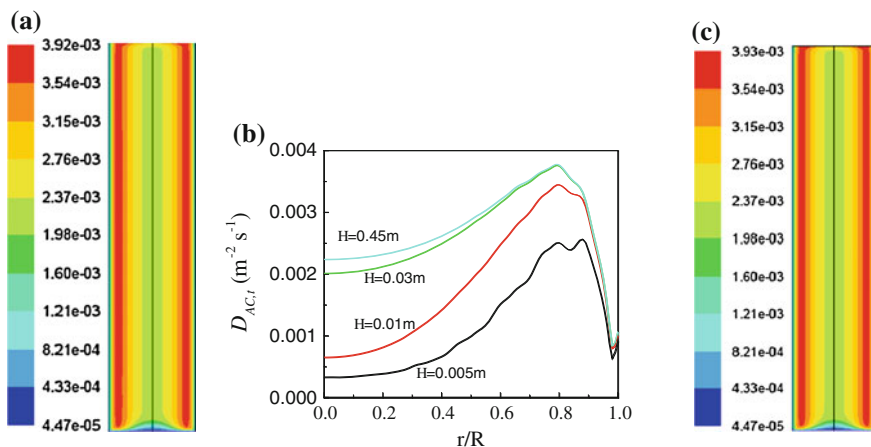 (a)
3.92e-03
3.54e-03
3.15e-03
2.76e-03
2.37e-03
1.98e-03
1.60e-03
1.21e-03
8.21e-04
4.33e-04
4.47e-05
(b)
D_{AC,t} (m⁻² s⁻¹)
0.004
0.003
0.002
0.001
0.000
H=0.45m
H=0.03m
H=0.01m
H=0.005m
0.0 0.2 0.4 0.6 0.8 1.0
r/R
(c)
3.93e-03
3.54e-03
3.15e-03
2.76e-03
2.37e-03
1.98e-03
1.60e-03
1.21e-03
8.21e-04
4.33e-04
4.47e-05